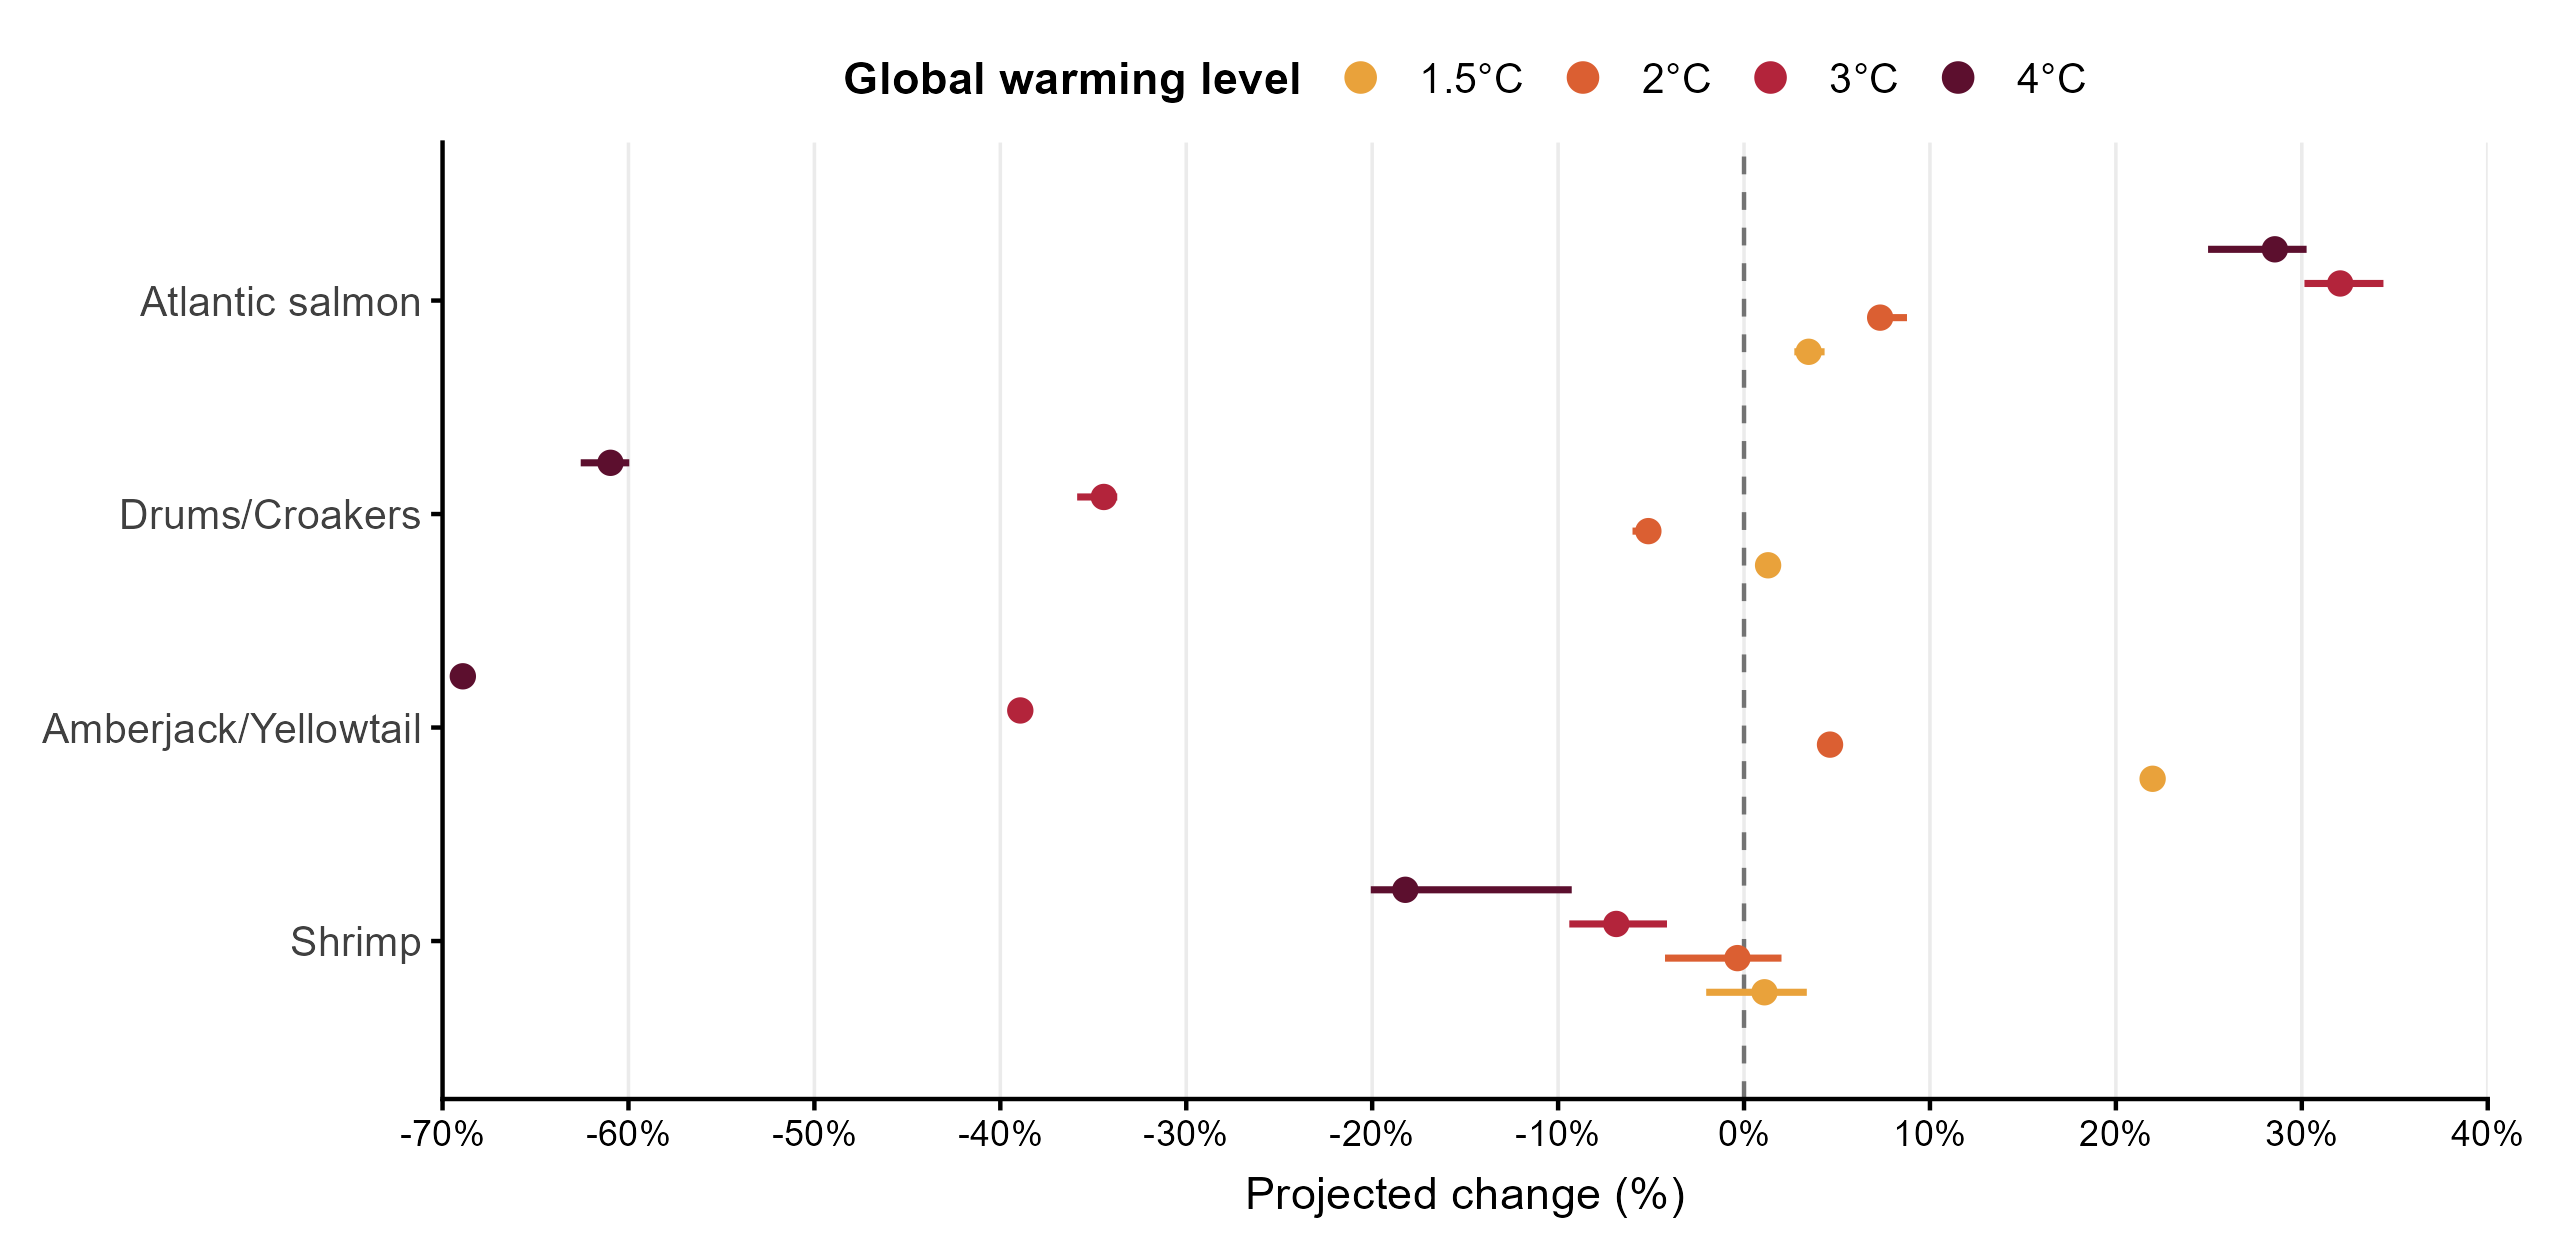 Global warming level 1.5°C 2°C 3°C 4°C
Atlantic salmon
Drums/Croakers
Amberjack/Yellowtail
Shrimp
-70% -60% -50% -40% -30% -20% -10% 0% 10% 20% 30% 40%
Projected change (%)